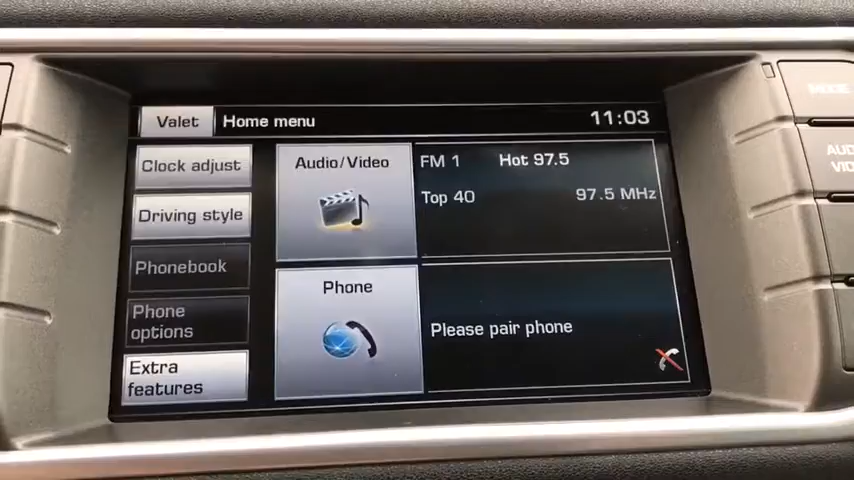 Valet
Home menu
11:03
Clock adjust
Audio/Video
FM 1
Hot 97.5
Driving style
Top 40
97.5 MHz
Phonebook
Phone
Phone
options
Please pair phone
Extra
features
MODE